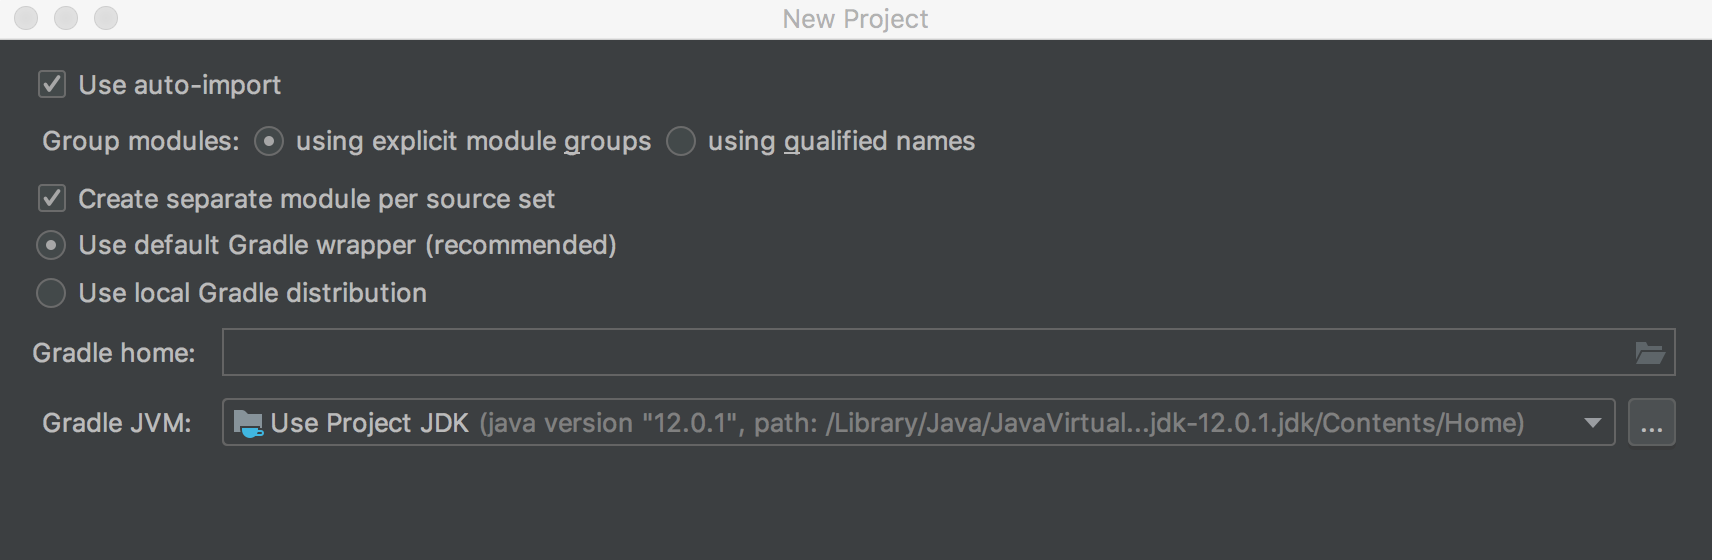 New Project
Use auto-import
Group modules: using explicit module groups using qualified names
Create separate module per source set
Use default Gradle wrapper (recommended)
Use local Gradle distribution
Gradle home:
Gradle JVM: Use Project JDK (java version "12.0.1", path: /Library/Java/JavaVirtual...jdk-12.0.1.jdk/Contents/Home) ...